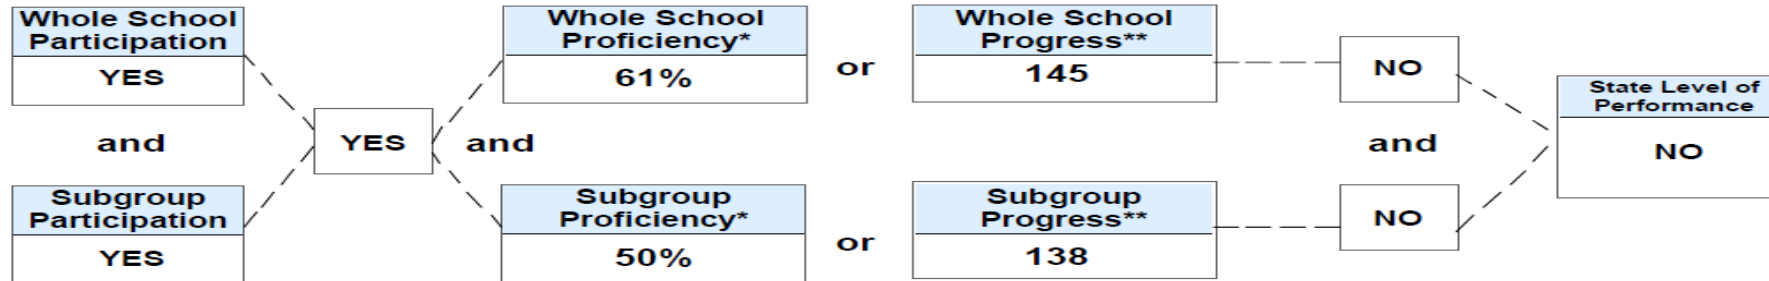 Whole School
Participation
YES
and
Subgroup
Participation
YES
YES
Whole School
Proficiency*
61%
and
Subgroup
Proficiency*
50%
or
or
Whole School
Progress**
145
Subgroup
Progress**
138
NO
and
NO
State Level of
Performance
NO